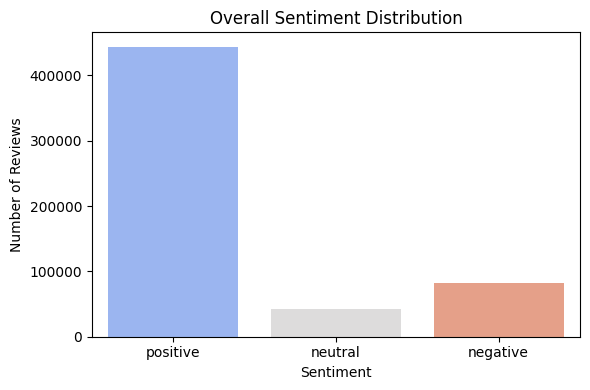 Overall Sentiment Distribution
Number of Reviews
400000
300000
200000
100000
0
positive
neutral
negative
Sentiment